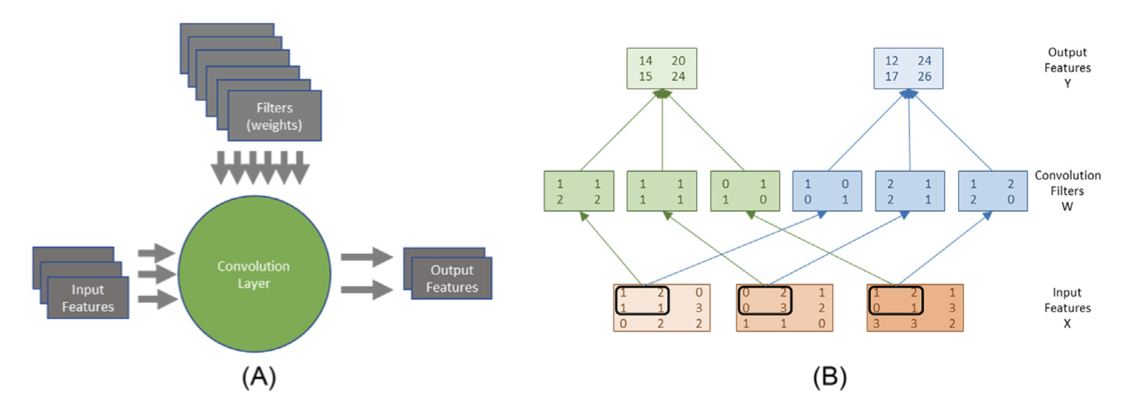 Filters
(weights)
Convolution
Layer
Input
Features
Output
Features
(A)
14 20
15 24
12 24
17 26
Output
Features
Y
1 1
2 2
1 1
1 1
0 1
1 0
1 0
0 1
2 1
2 1
1 2
2 0
Convolution
Filters
W
1 2 0
1 1 3
0 2 2
0 2 1
0 3 2
1 1 0
1 2 1
0 1 3
3 3 2
Input
Features
X
(B)